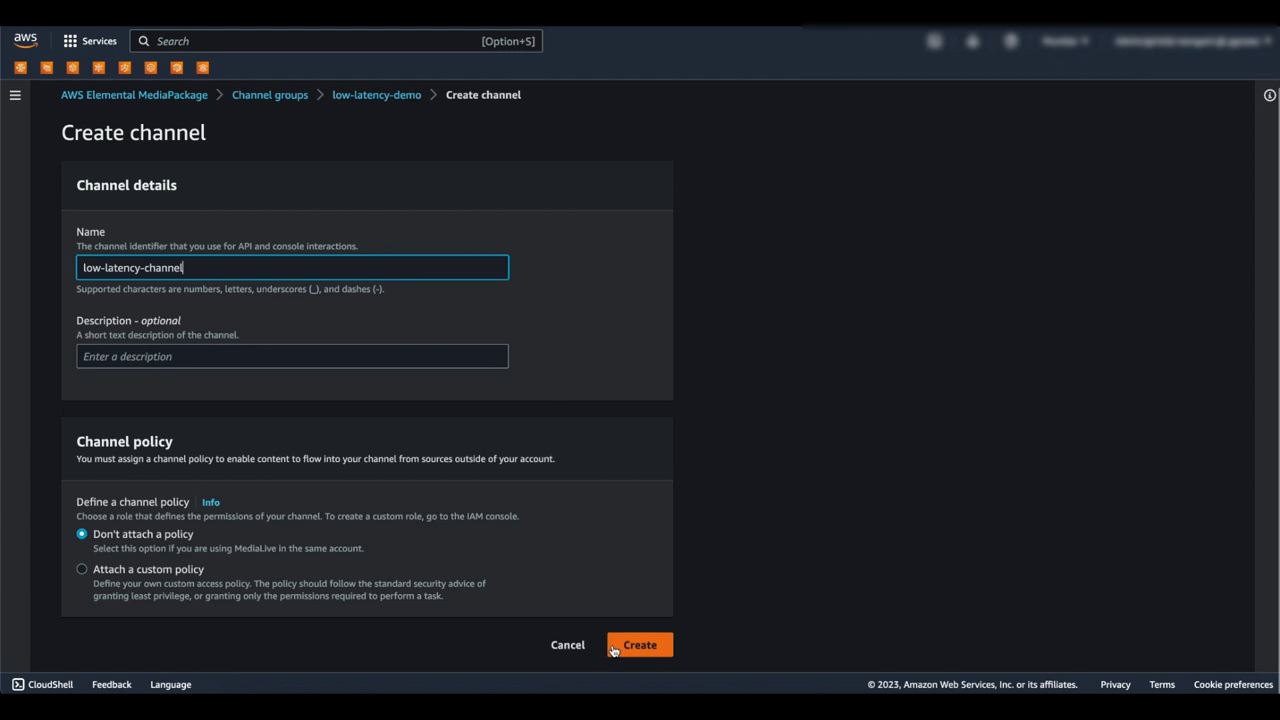 aws Services Search [Option+S]
AWS Elemental MediaPackage > Channel groups > low-latency-demo > Create channel
Create channel
Channel details
Name
The channel identifier that you use for API and console interactions.
low-latency-channel
Supported characters are numbers, letters, underscores (_), and dashes (-).
Description - optional
A short text description of the channel.
Enter a description
Channel policy
You must assign a channel policy to enable content to flow into your channel from sources outside of your account.
Define a channel policy Info
Choose a role that defines the permissions of your channel. To create a custom role, go to the IAM console.
Don't attach a policy
Select this option if you are using MediaLive in the same account.
Attach a custom policy
Define your own custom access policy. The policy should follow the standard security advice of
granting least privilege, or granting only the permissions required to perform a task.
Cancel Create
CloudShell Feedback Language © 2023, Amazon Web Services, Inc. or its affiliates. Privacy Terms Cookie preferences